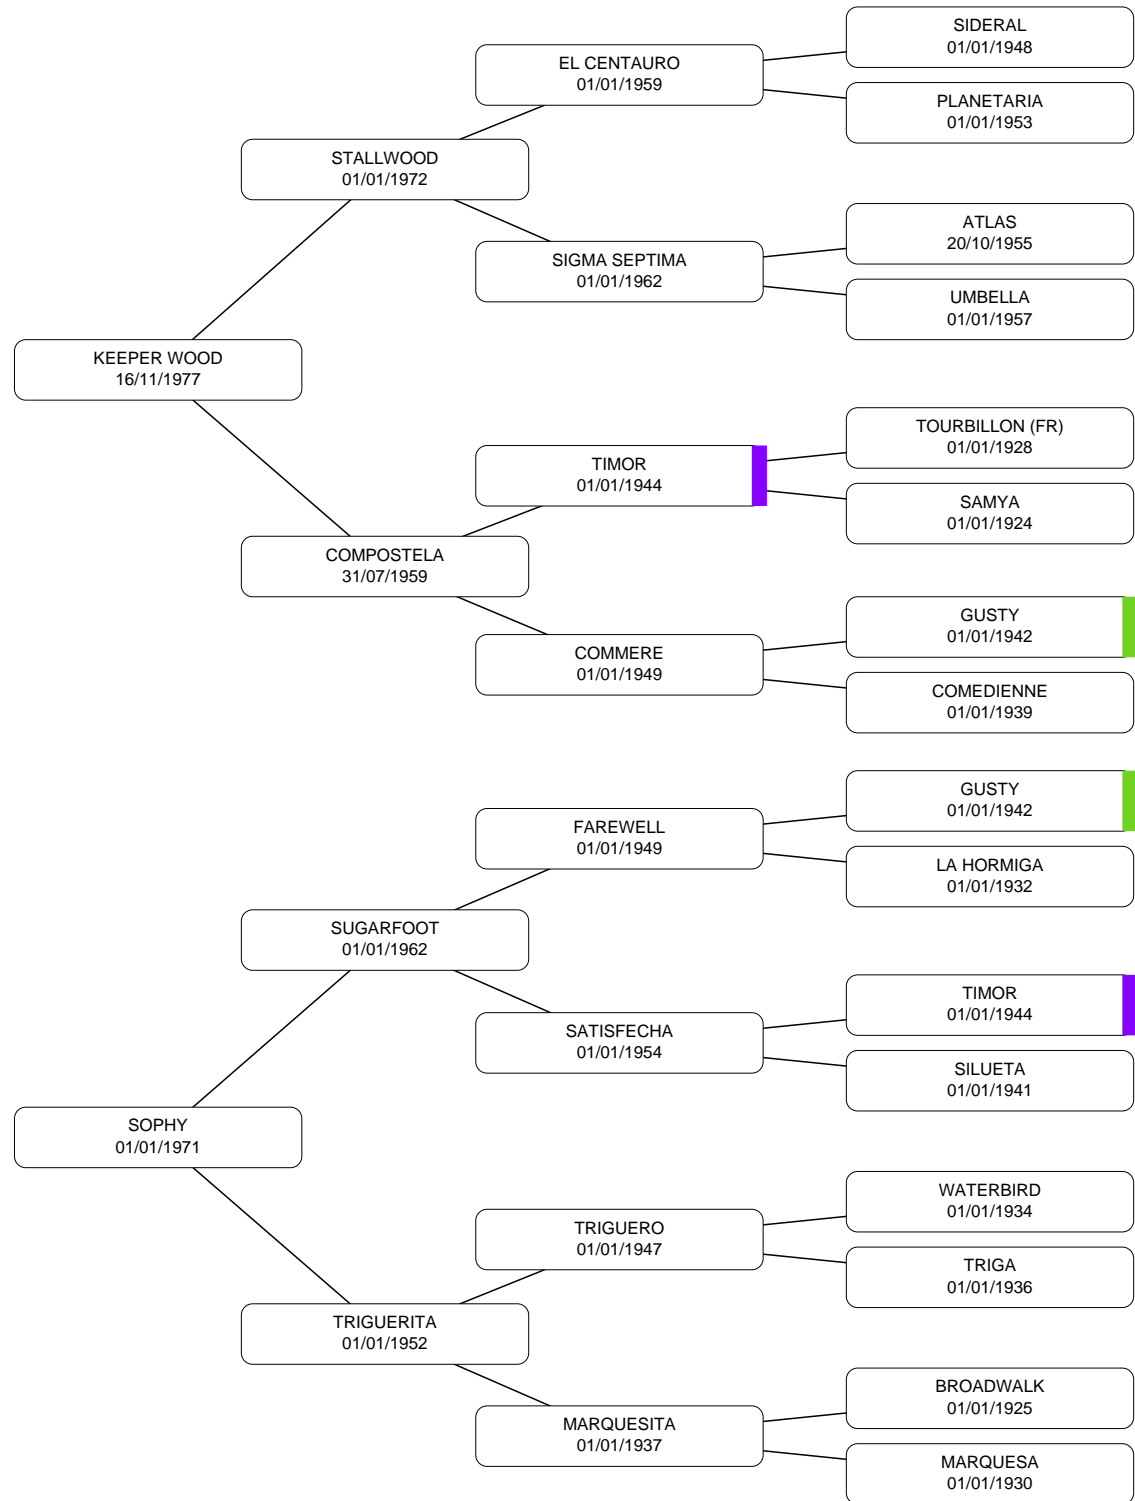 SIDERAL
01/01/1948
EL CENTAURO
01/01/1959
PLANETARIA
01/01/1953
STALLWOOD
01/01/1972
ATLAS
20/10/1955
SIGMA SEPTIMA
01/01/1962
UMBELLA
01/01/1957
KEEPER WOOD
16/11/1977
TOURBILLON (FR)
01/01/1928
TIMOR
01/01/1944
SAMYA
01/01/1924
COMPOSTELA
31/07/1959
GUSTY
01/01/1942
COMMERE
01/01/1949
COMEDIENNE
01/01/1939
GUSTY
01/01/1942
FAREWELL
01/01/1949
LA HORMIGA
01/01/1932
SUGARFOOT
01/01/1962
TIMOR
01/01/1944
SATISFECHA
01/01/1954
SILUETA
01/01/1941
SOPHY
01/01/1971
WATERBIRD
01/01/1934
TRIGUERO
01/01/1947
TRIGA
01/01/1936
TRIGUERITA
01/01/1952
BROADWALK
01/01/1925
MARQUESITA
01/01/1937
MARQUESA
01/01/1930